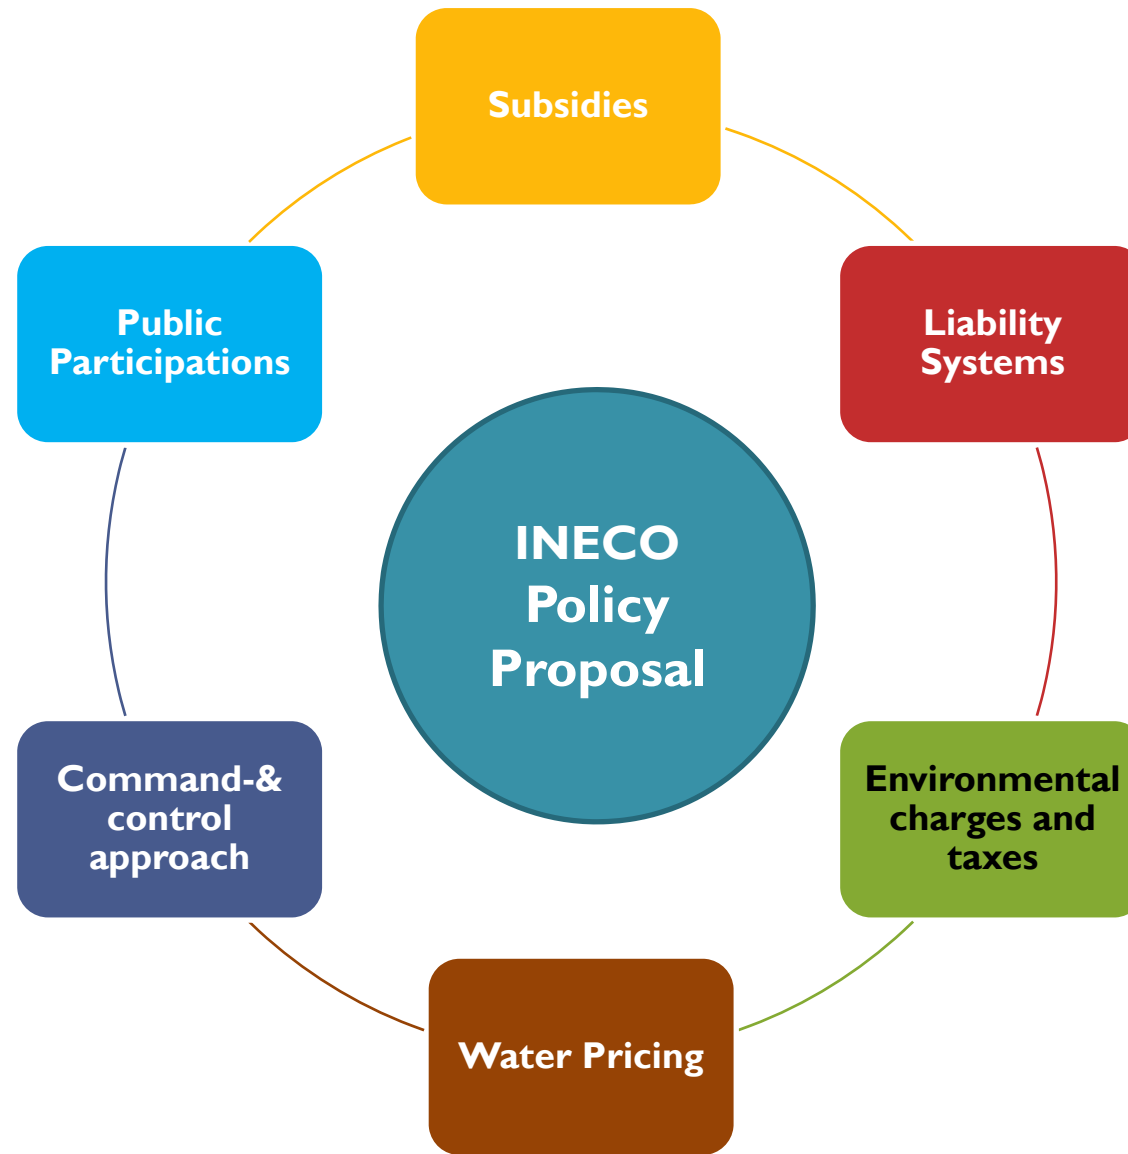 Subsidies
Public
Participations
Liability
Systems
INECO
Policy
Proposal
Command-&
control
approach
Environmental
charges and
taxes
Water Pricing